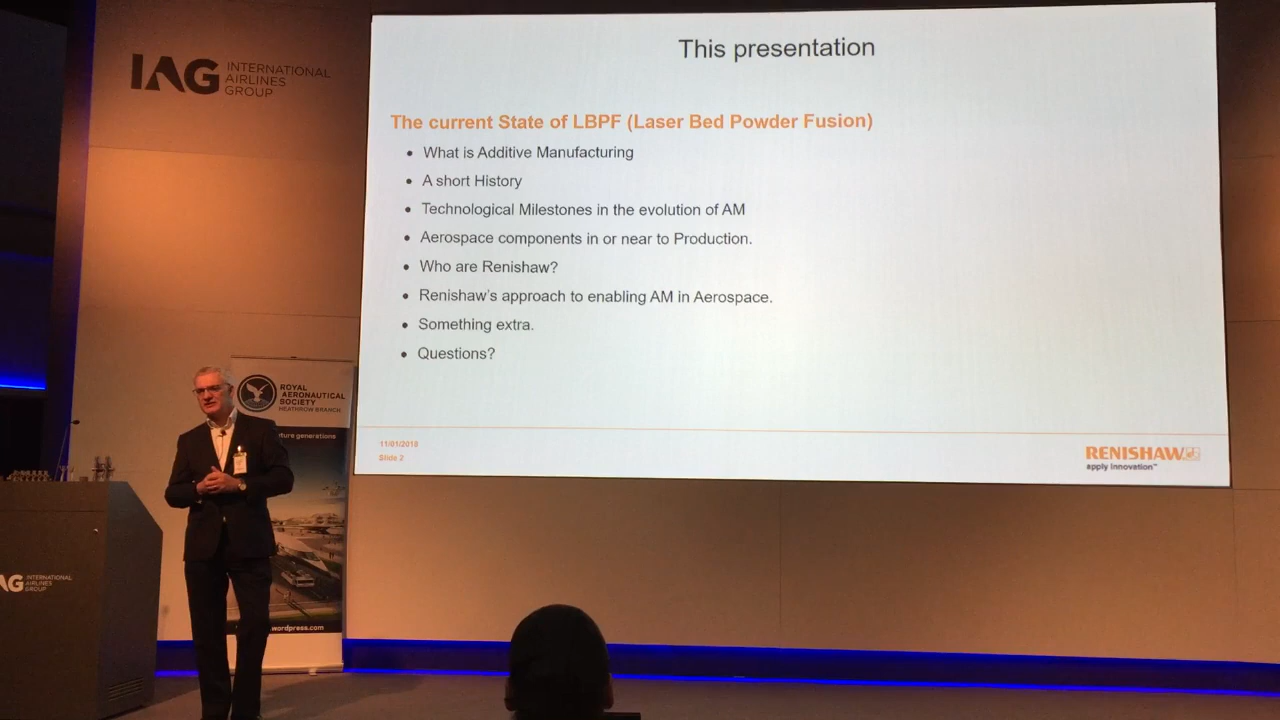 IAG INTERNATIONAL
AIRLINES
GROUP
This presentation
The current State of LBPF (Laser Bed Powder Fusion)
• What is Additive Manufacturing
• A short History
• Technological Milestones in the evolution of AM
• Aerospace components in or near to Production.
• Who are Renishaw?
• Renishaw's approach to enabling AM in Aerospace.
• Something extra.
• Questions?
11/01/2018
Slide 2
RENISHAW
apply innovation™
ROYAL
AERONAUTICAL
SOCIETY
HEATHROW BRANCH
ture generations
wordpress.com
AG INTERNATIONAL
AIRLINES
GROUP